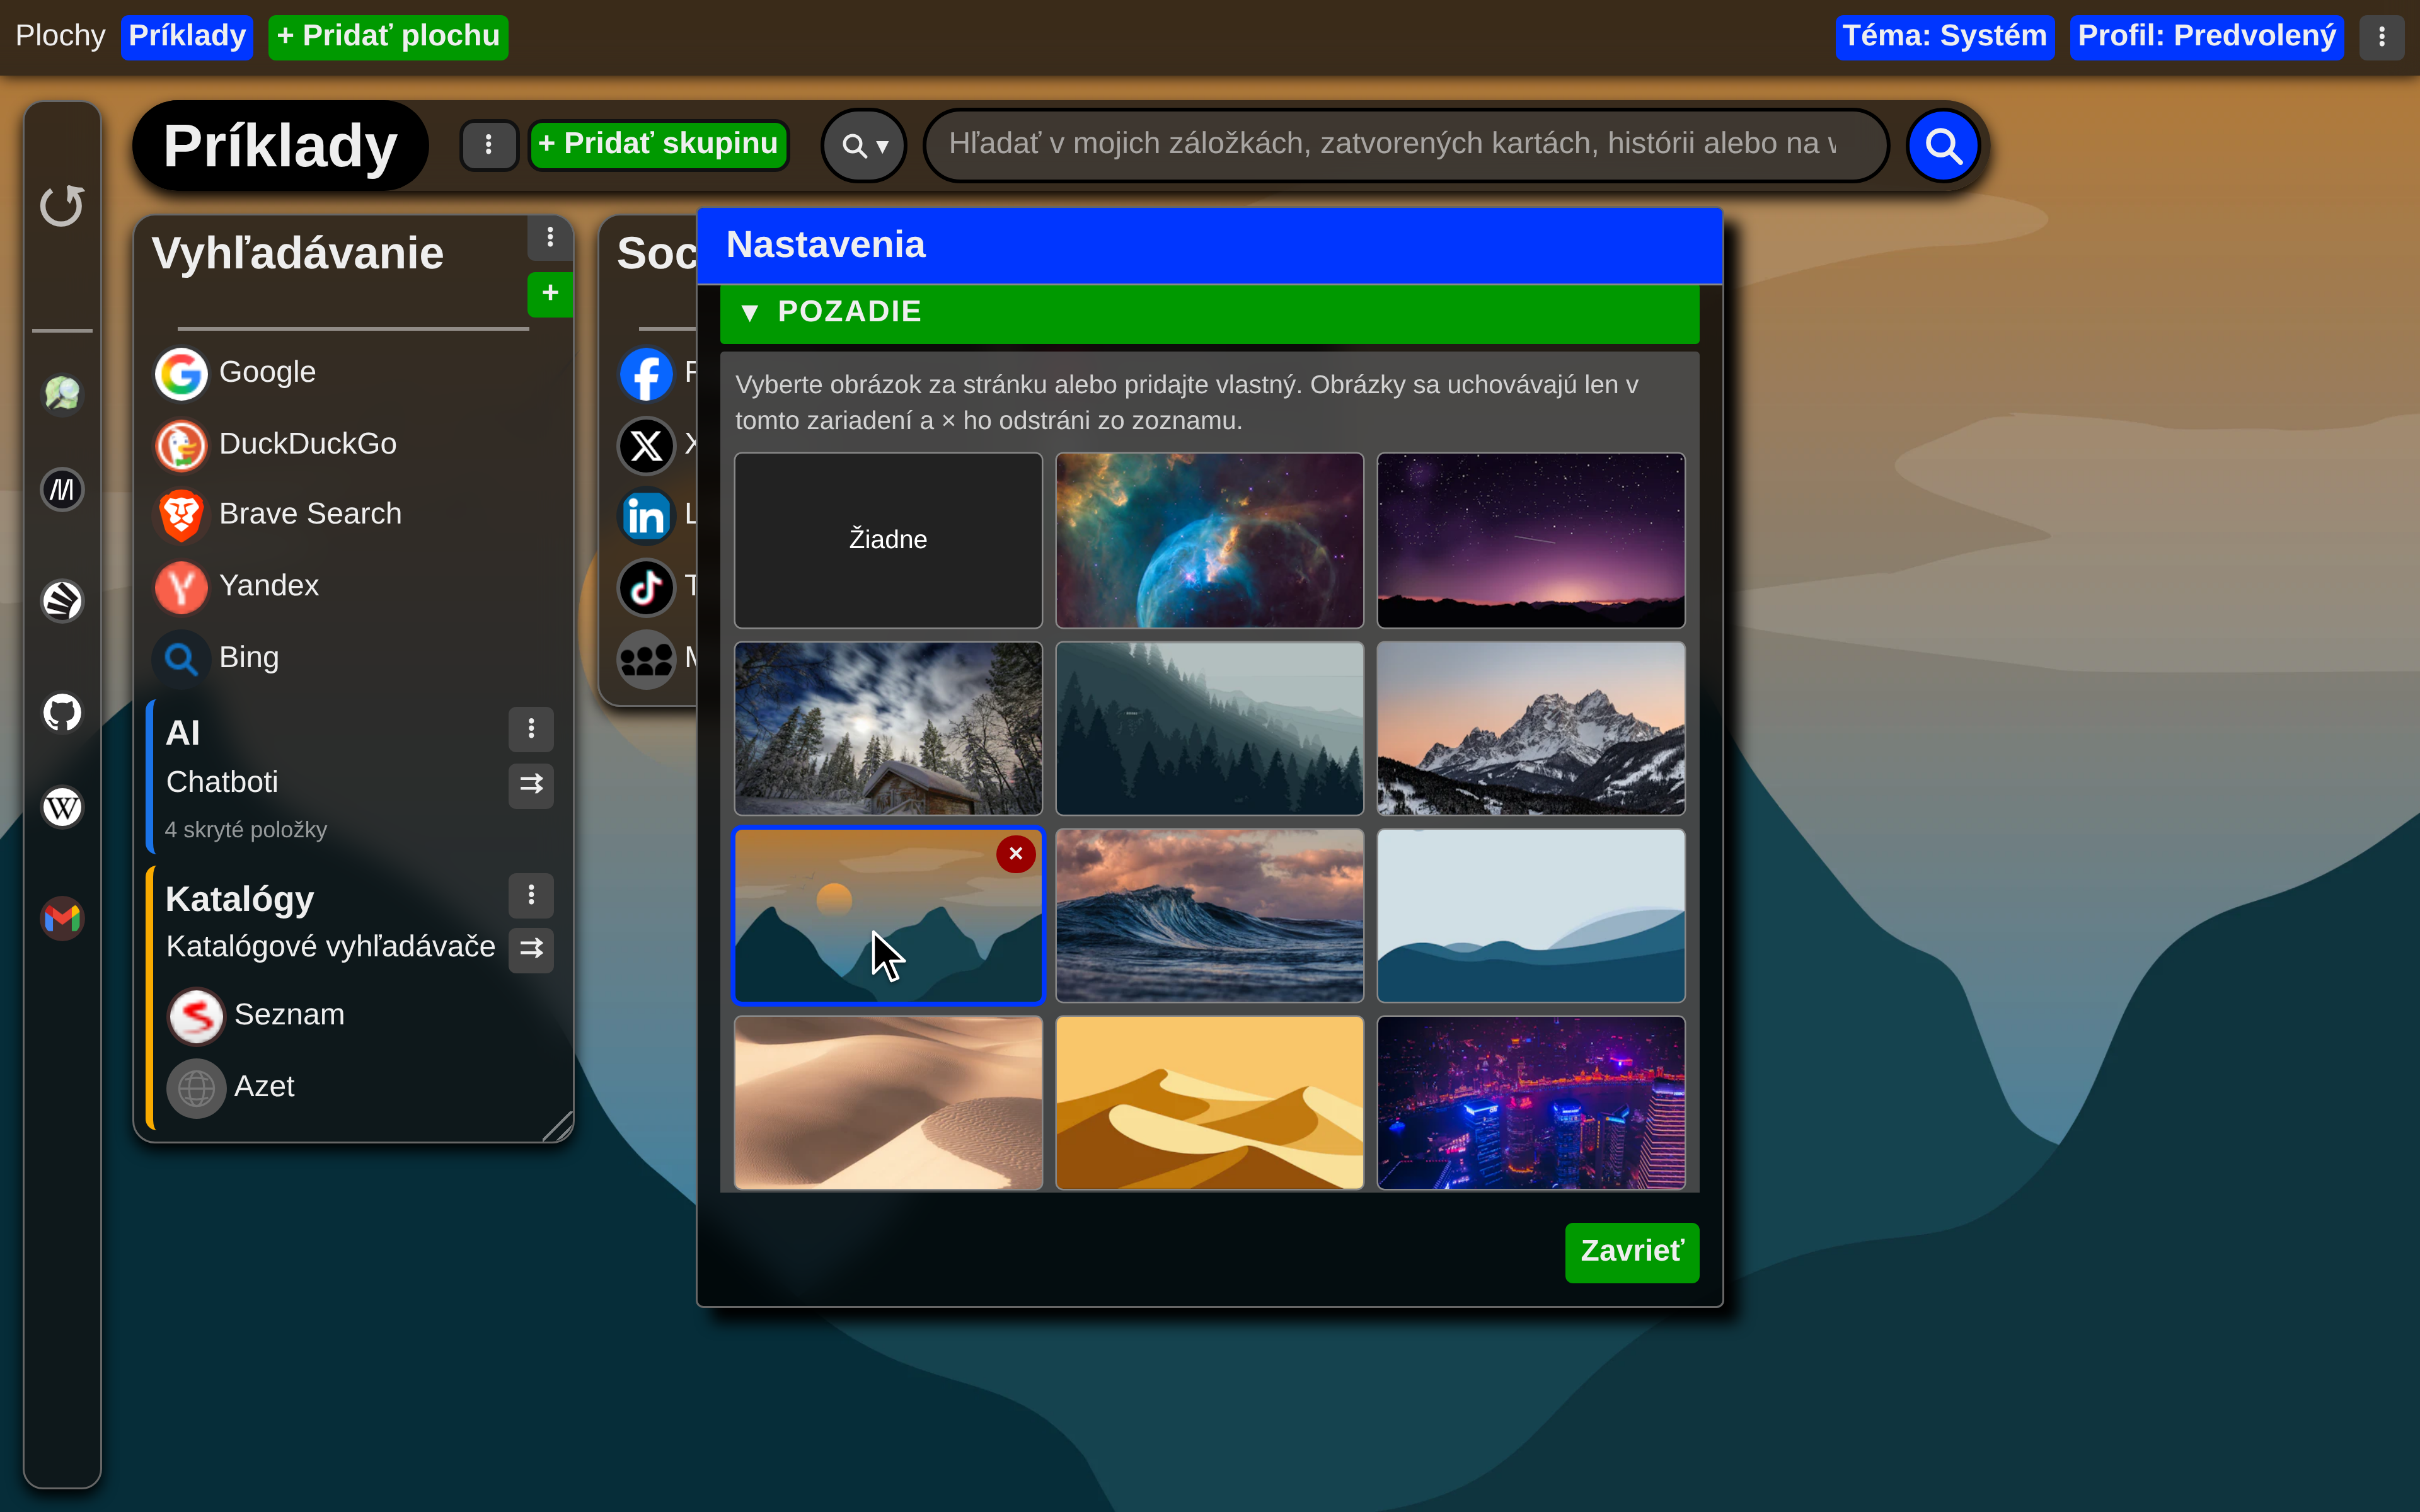 Plochy Príklady + Pridať plochu Téma: Systém Profil: Predvolený
Príklady + Pridať skupinu Hľadať v mojich záložkách, zatvorených kartách, histórii alebo na
Vyhľadávanie
+
Google
DuckDuckGo
Brave Search
Yandex
Bing
AI
Chatboti
4 skryté položky
Katalógy
Katalógové vyhľadávače
Seznam
Azet
Soc
Nastavenia
▼ POZADIE
Vyberte obrázok za stránku alebo pridajte vlastný. Obrázky sa uchovávajú len v
tomto zariadení a × ho odstráni zo zoznamu.
Žiadne
Zavrieť